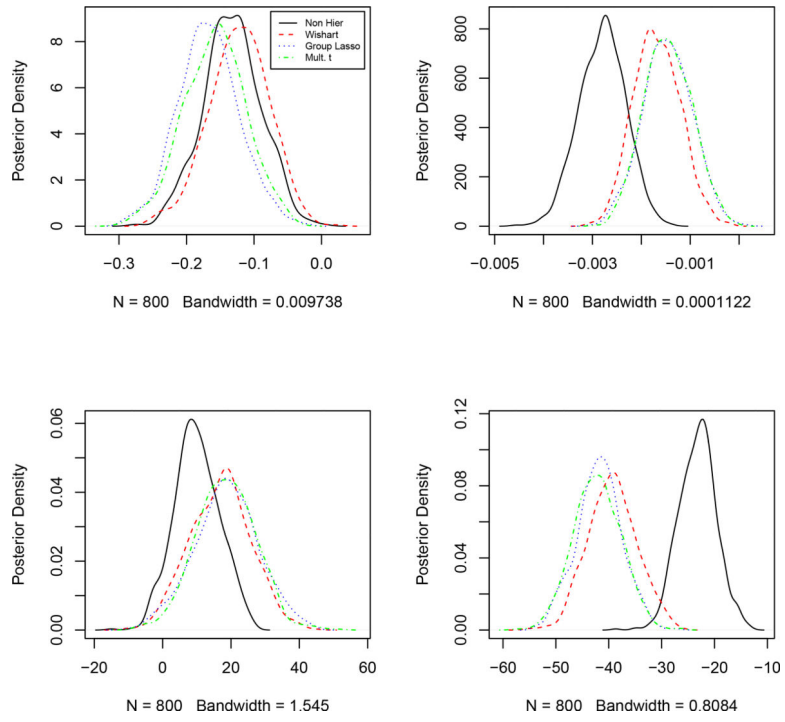 Posterior Density
0 2 4 6 8
Non Hier
Wishart
Group Lasso
Mult. t
−0.3 −0.2 −0.1 0.0
N = 800 Bandwidth = 0.009738
Posterior Density
0 200 400 600 800
−0.005 −0.003 −0.001
N = 800 Bandwidth = 0.0001122
Posterior Density
0.00 0.02 0.04 0.06
−20 0 20 40 60
N = 800 Bandwidth = 1.545
Posterior Density
0.00 0.04 0.08 0.12
−60 −50 −40 −30 −20 −10
N = 800 Bandwidth = 0.8084